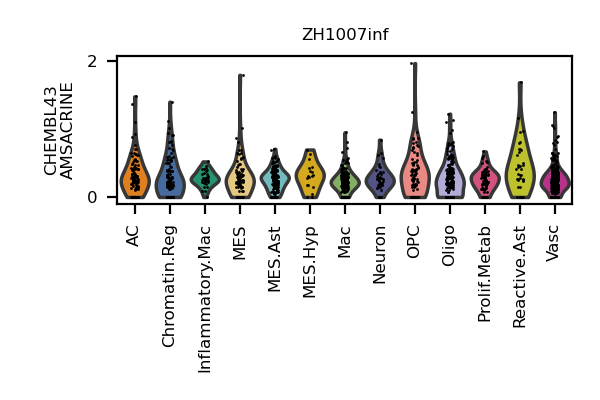 ZH1007inf
CHEMBL43
AMSACRINE
2
0
AC
Chromatin.Reg
Inflammatory.Mac
MES
MES.Ast
MES.Hyp
Mac
Neuron
OPC
Oligo
Prolif.Metab
Reactive.Ast
Vasc